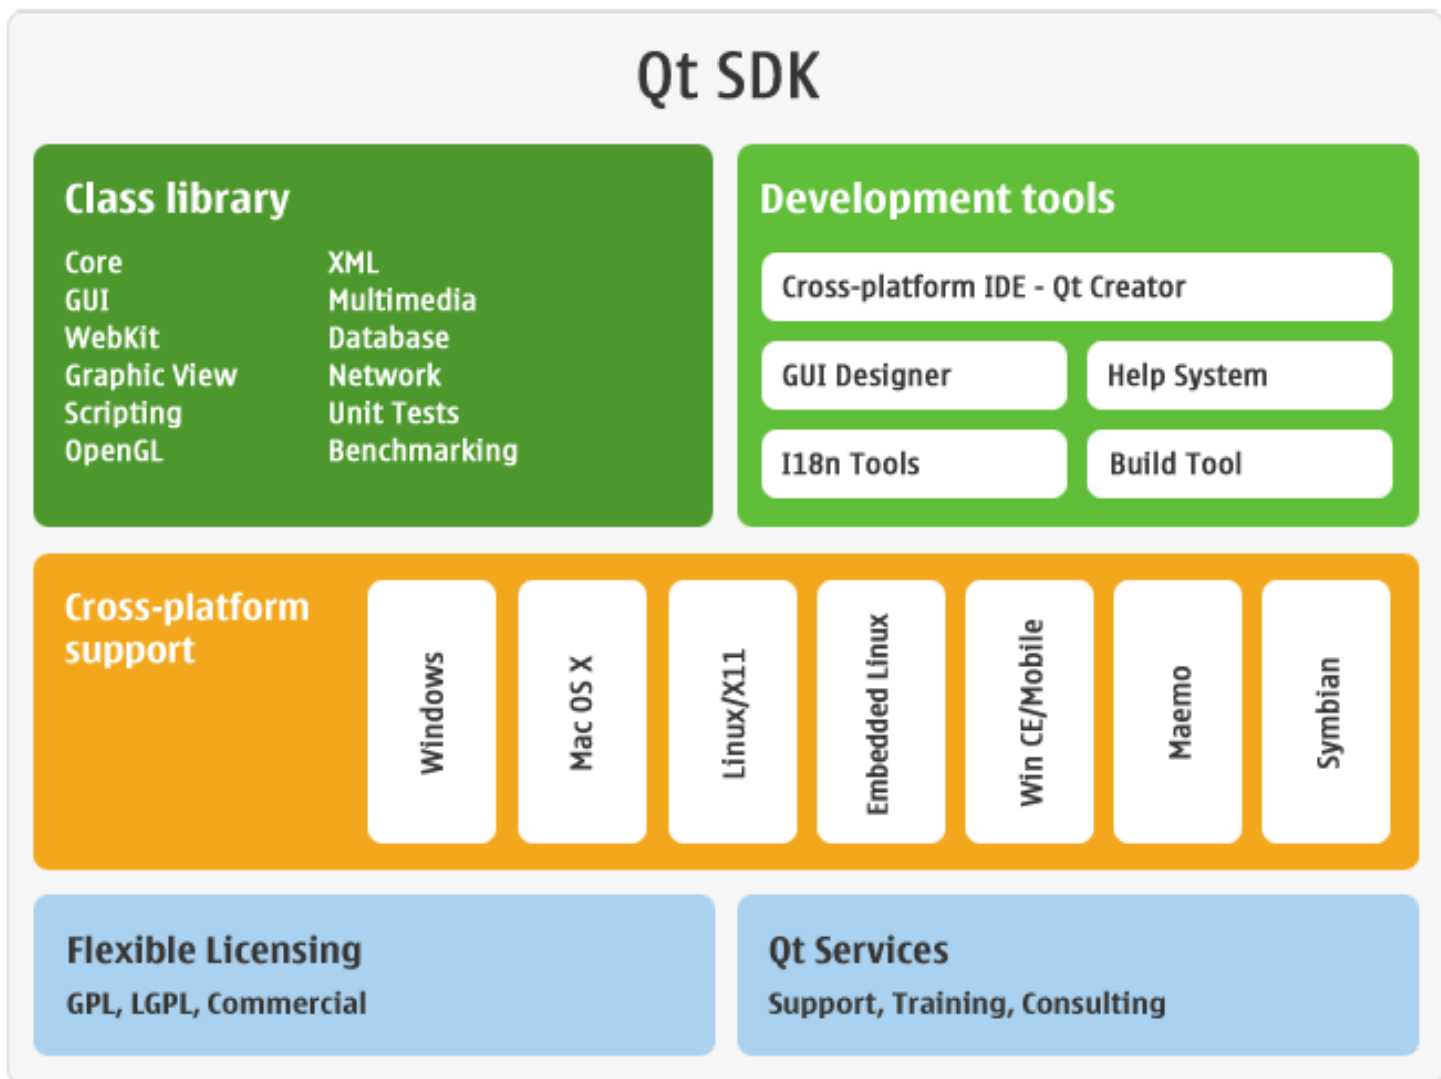 Qt SDK
Class library
Core
GUI
WebKit
Graphic View
Scripting
OpenGL
XML
Multimedia
Database
Network
Unit Tests
Benchmarking
Development tools
Cross-platform IDE - Qt Creator
GUI Designer
Help System
I18n Tools
Build Tool
Cross-platform
support
Windows
Mac OS X
Linux/X11
Embedded Linux
Win CE/Mobile
Maemo
Symbian
Flexible Licensing
GPL, LGPL, Commercial
Qt Services
Support, Training, Consulting